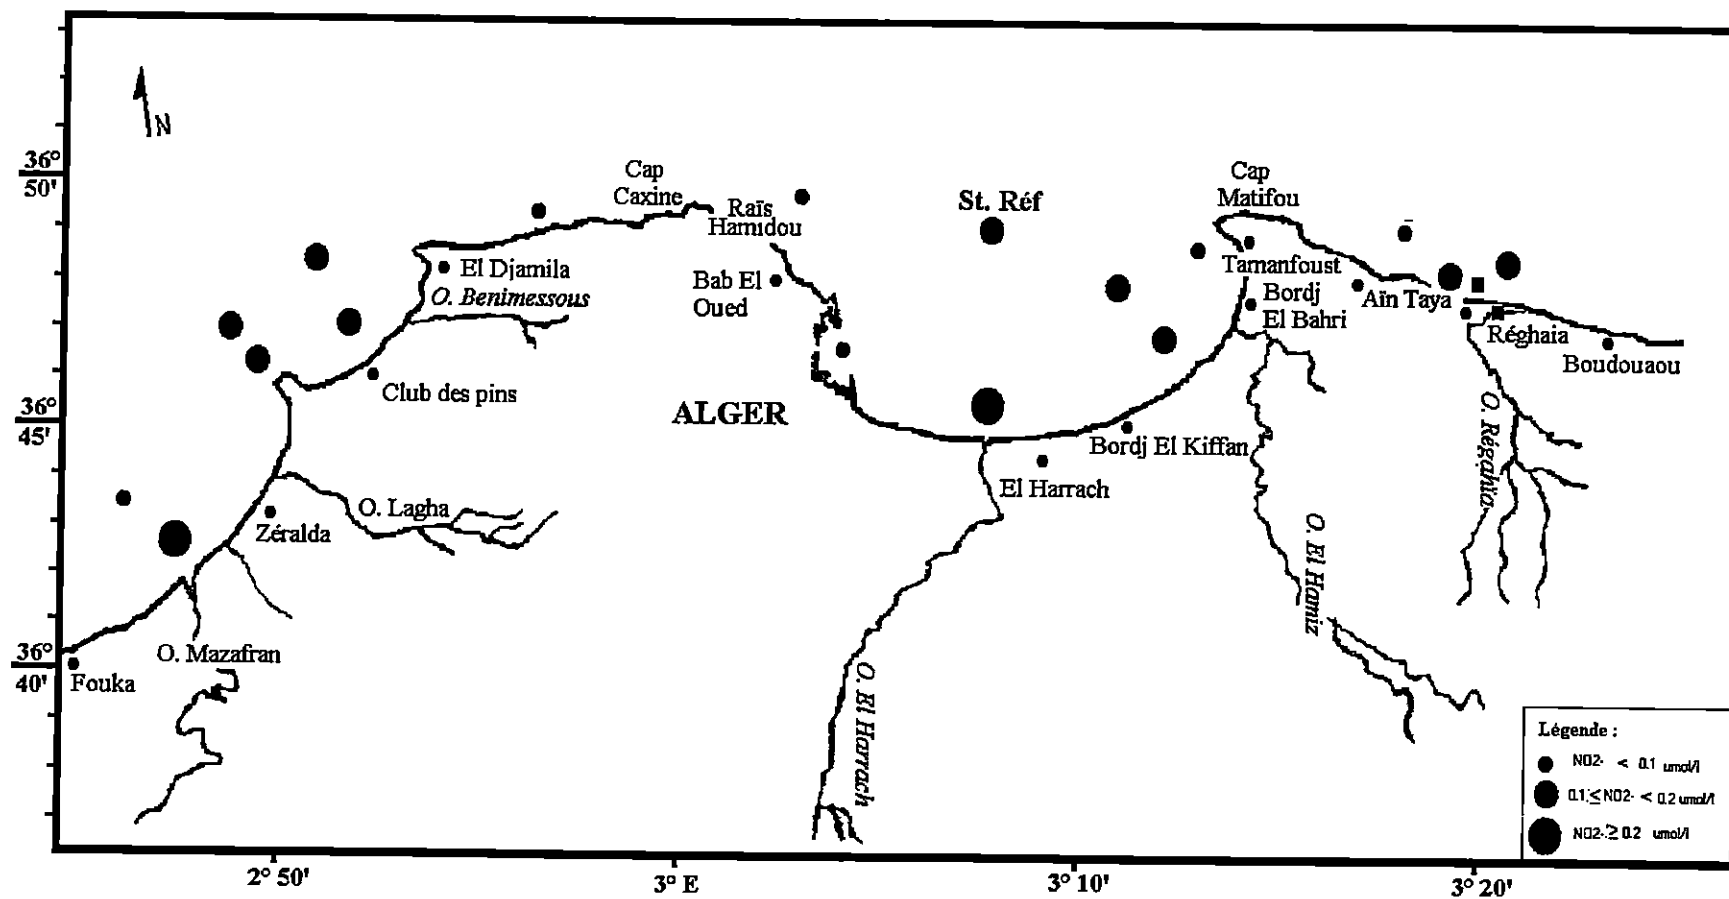 N
36°
50'
Cap
Caxine
Raïs
Hamidou
St. Réf
Cap
Matifou
El Djamila
O. Benimessous
Bab El
Oued
Tamanfoust
Bordj
El Bahri
Aïn Taya
Réghaia
Boudouaou
Club des pins
ALGER
36°
45'
Bordj El Kiffan
El Harrach
O. Régahïa
O. Lagha
Zéralda
O. El Hamiz
O. Mazafran
36°
40'
Fouka
O. El Harrach
Légende :
NO2- < 0.1 umol/l
0.1 ≤ NO2- < 0.2 umol/l
NO2- ≥ 0.2 umol/l
2° 50'
3° E
3° 10'
3° 20'